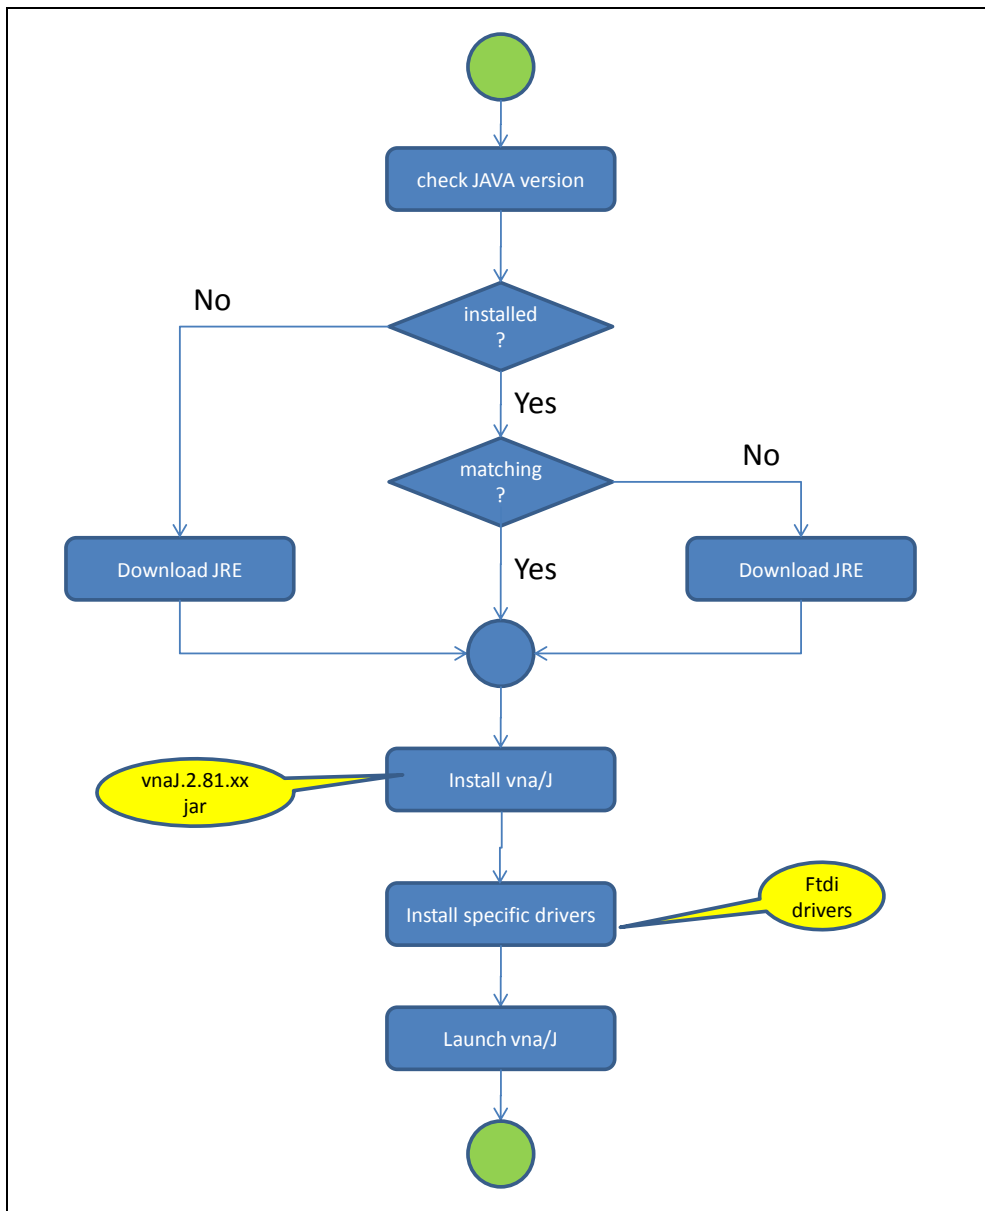 check JAVA version
No
installed
?
Yes
matching
?
No
Download JRE
Yes
Download JRE
vnaJ.2.81.xx
jar
Install vna/J
Install specific drivers
Ftdi
drivers
Launch vna/J